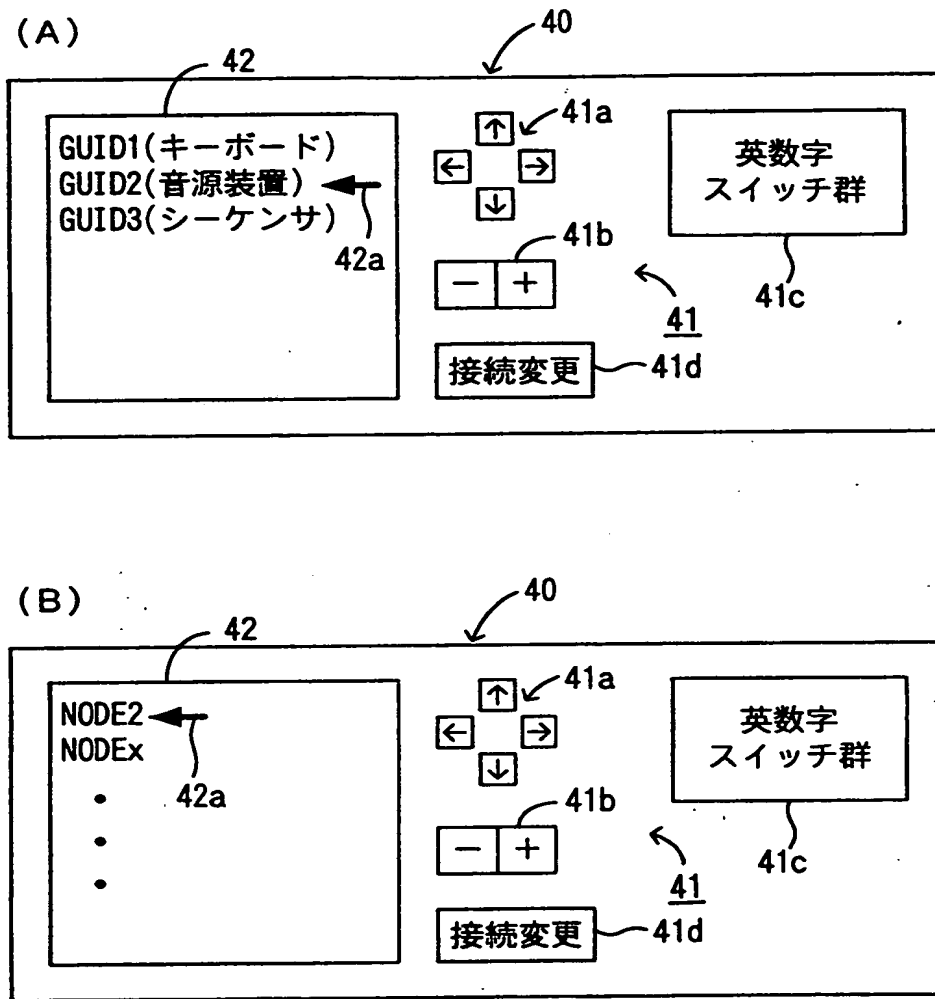 (A)
40
42
41a
GUID1(キーボード)
GUID2(音源装置)
GUID3(シーケンサ)
42a
↑
← →
↓
英数字
スイッチ群
41b
− +
41c
41
接続変更
41d
(B)
40
42
41a
NODE2
NODEx
•
•
•
42a
↑
← →
↓
英数字
スイッチ群
41b
− +
41c
41
接続変更
41d